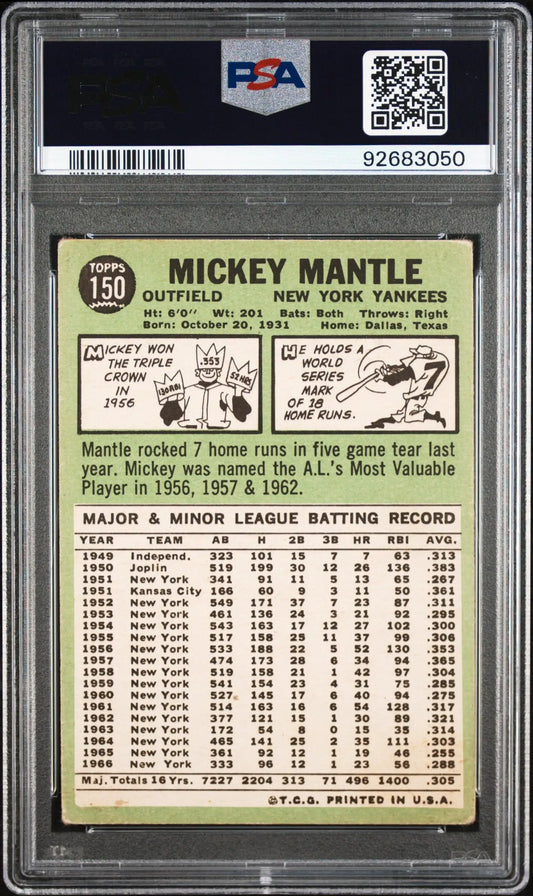 PSA
92683050
TOPPS
150
MICKEY MANTLE
OUTFIELD NEW YORK YANKEES
Ht: 6'0" Wt: 201 Bats: Both Throws: Right
Born: October 20, 1931 Home: Dallas, Texas
MICKEY WON
THE TRIPLE
CROWN
IN
1956
.353
130 RBI
52 HRS
HE HOLDS A
WORLD
SERIES
MARK
OF 18
HOME RUNS.
7
Mantle rocked 7 home runs in five game tear last
year. Mickey was named the A.L.'s Most Valuable
Player in 1956, 1957 & 1962.
MAJOR & MINOR LEAGUE BATTING RECORD
YEAR TEAM AB H 2B 3B HR RBI AVG.
1949 Independ. 323 101 15 7 7 63 .313
1950 Joplin 519 199 30 12 26 136 .383
1951 New York 341 91 11 5 13 65 .267
1951 Kansas City 166 60 9 3 11 50 .361
1952 New York 549 171 37 7 23 87 .311
1953 New York 461 136 24 3 21 92 .295
1954 New York 543 163 17 12 27 102 .300
1955 New York 517 158 25 11 37 99 .306
1956 New York 533 188 22 5 52 130 .353
1957 New York 474 173 28 6 34 94 .365
1958 New York 519 158 21 1 42 97 .304
1959 New York 541 154 23 4 31 75 .285
1960 New York 527 145 17 6 40 94 .275
1961 New York 514 163 16 6 54 128 .317
1962 New York 377 121 15 1 30 89 .321
1963 New York 172 54 8 0 15 35 .314
1964 New York 465 141 25 2 35 111 .303
1965 New York 361 92 12 1 19 46 .255
1966 New York 333 96 12 1 23 56 .288
Maj. Totals 16 Yrs. 7227 2204 313 71 496 1400 .305
©T.C.G. PRINTED IN U.S.A.
PSA